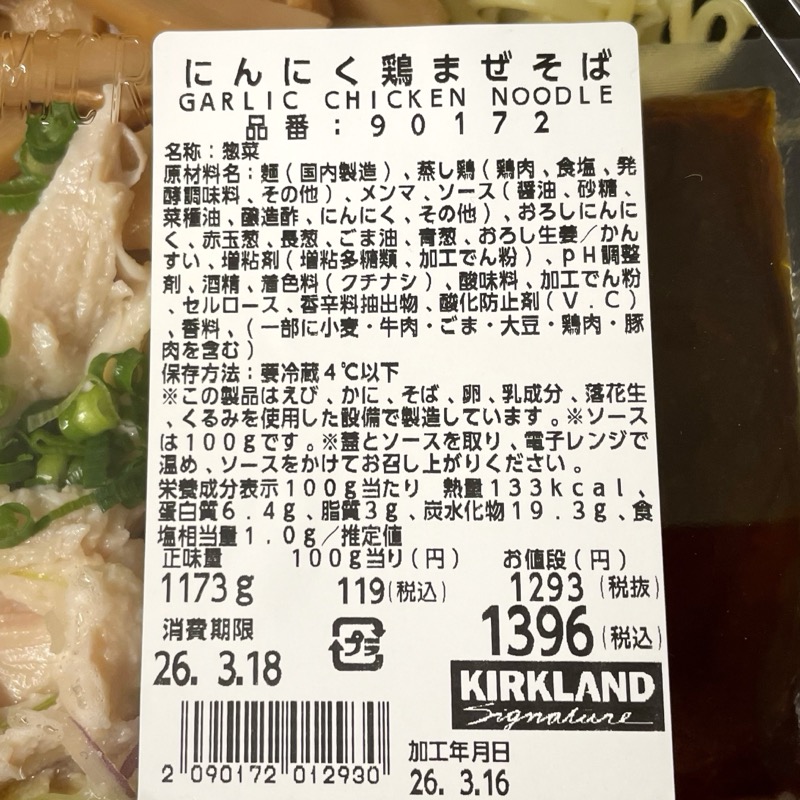 にんにく鶏まぜそば
GARLIC CHICKEN NOODLE
品番:90172
名称:惣菜
原材料名:麺(国内製造)、蒸し鶏(鶏肉、食塩、発
酵調味料、その他)、メンマ、ソース(醤油、砂糖、
菜種油、醸造酢、にんにく、その他)、おろしにんに
く、赤玉葱、長葱、ごま油、青葱、おろし生姜/かん
すい、増粘剤(増粘多糖類、加工でん粉)、pH調整
剤、酒精、着色料(クチナシ)、酸味料、加工でん粉
、セルロース、香辛料抽出物、酸化防止剤(V.C)
、香料、(一部に小麦・牛肉・ごま・大豆・鶏肉・豚
肉を含む)
保存方法:要冷蔵4℃以下
※この製品はえび、かに、そば、卵、乳成分、落花生
、くるみを使用した設備で製造しています。※ソース
は100gです。※蓋とソースを取り、電子レンジで
温め、ソースをかけてお召し上がりください。
栄養成分表示100g当たり 熱量133kcal、
蛋白質6.4g、脂質3g、炭水化物19.3g、食
塩相当量1.0g/推定値
正味量 100g当り(円) お値段(円)
1173g 119(税込) 1293(税抜)
消費期限 1396(税込)
26. 3.18 プラ
KIRKLAND
Signature
2 090172 012930
加工年月日
26. 3.16